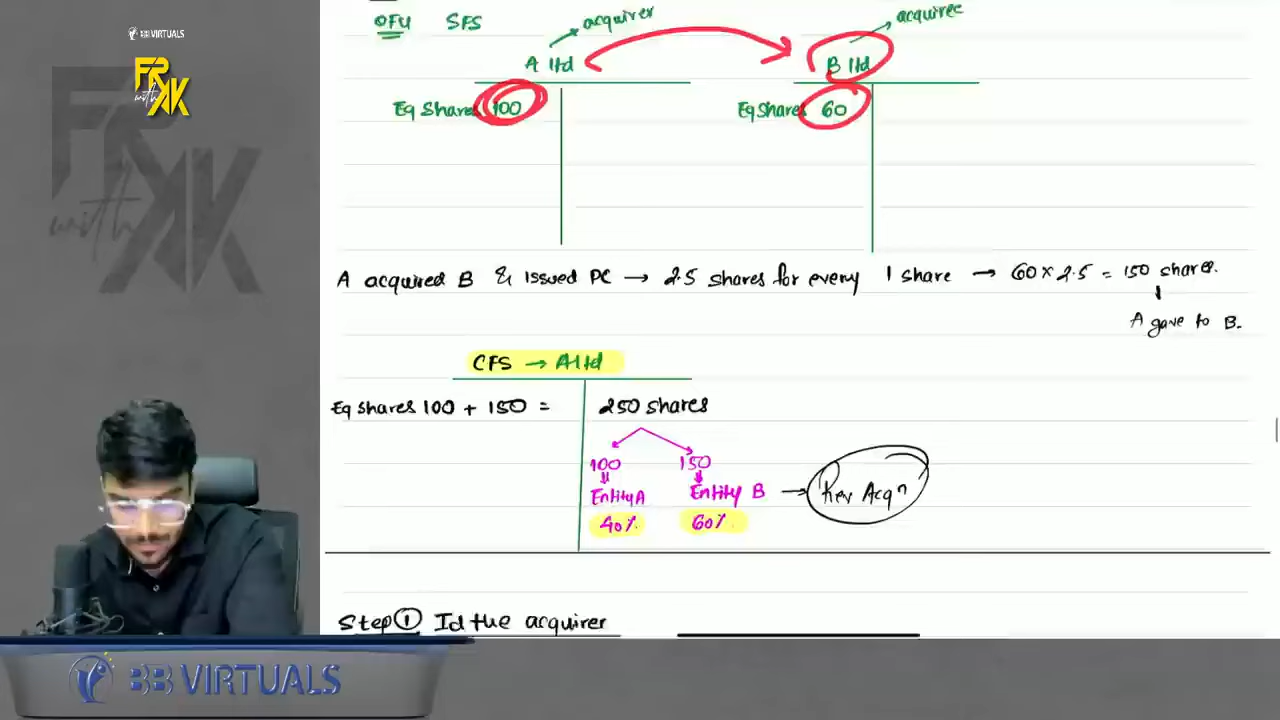 BB VIRTUALS
FR with AK
OFU SFS
acquirer
acquiree
A ltd
B ltd
Eq Shares 100
Eq Shares 60
A acquired B & Issued PC → 2.5 shares for every 1 share → 60 x 2.5 = 150 shares.
A gave to B.
CFS → A ltd
Eq shares 100 + 150 = 250 shares
100 150
Entity A Entity B → Rev Acqn
40% 60%
Step ① Id the acquirer
BB VIRTUALS